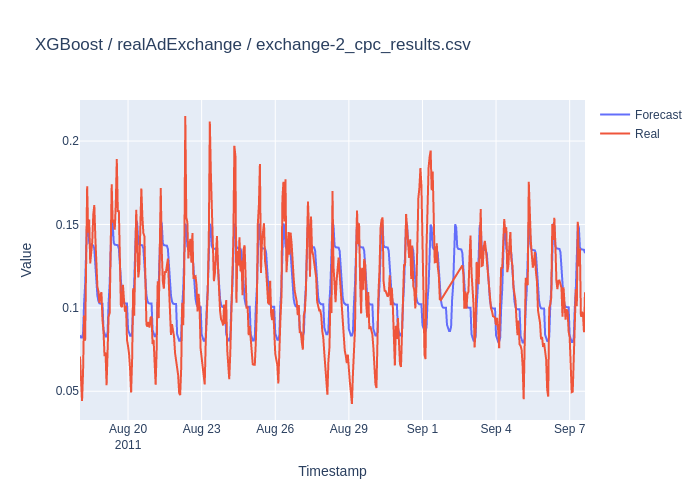 XGBoost / realAdExchange / exchange-2_cpc_results.csv
Forecast
Real
Value
0.2
0.15
0.1
0.05
Aug 20
2011
Aug 23
Aug 26
Aug 29
Sep 1
Sep 4
Sep 7
Timestamp